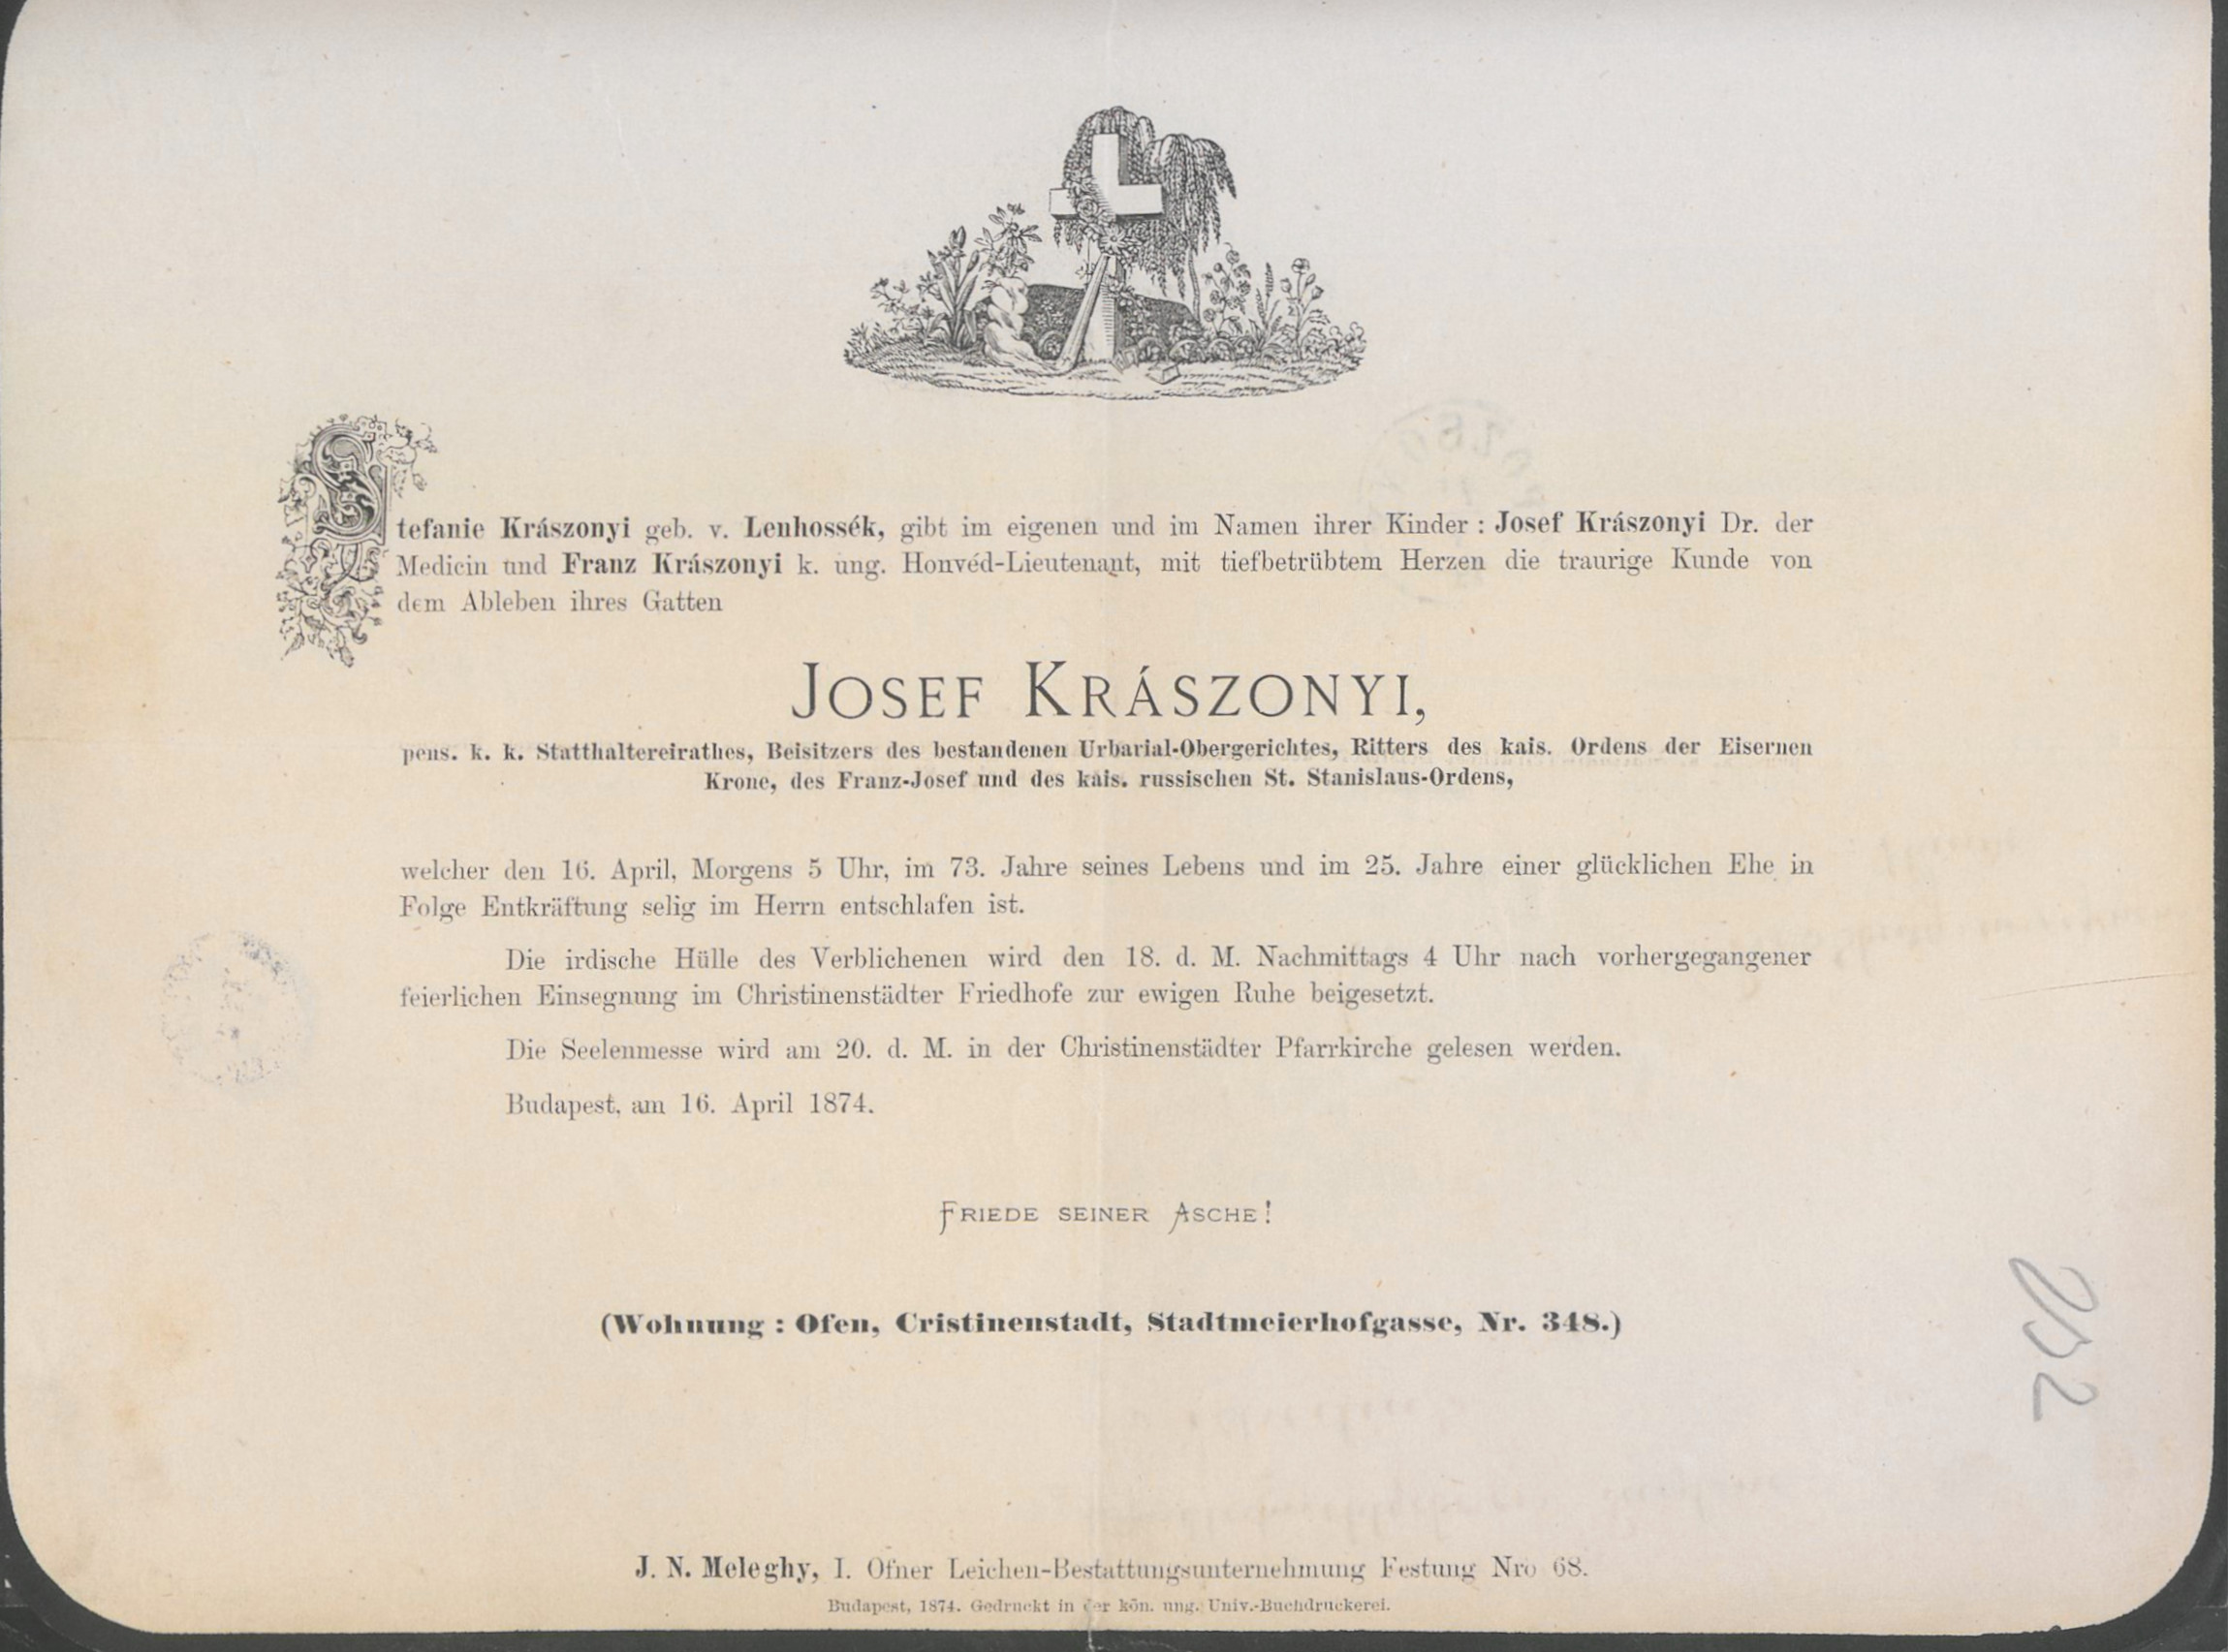 Stefanie Krászonyi geb. v. Lenhossék, gibt im eigenen und im Namen ihrer Kinder : Josef Krászonyi Dr. der
Medicin und Franz Krászonyi k. ung. Honvéd-Lieutenant, mit tiefbetrübtem Herzen die traurige Kunde von
dem Ableben ihres Gatten
JOSEF KRÁSZONYI,
pens. k. k. Statthaltereirathes, Beisitzers des bestandenen Urbarial-Obergerichtes, Ritters des kais. Ordens der Eisernen
Krone, des Franz-Josef und des kais. russischen St. Stanislaus-Ordens,
welcher den 16. April, Morgens 5 Uhr, im 73. Jahre seines Lebens und im 25. Jahre einer glücklichen Ehe in
Folge Entkräftung selig im Herrn entschlafen ist.
Die irdische Hülle des Verblichenen wird den 18. d. M. Nachmittags 4 Uhr nach vorhergegangener
feierlichen Einsegnung im Christinenstädter Friedhofe zur ewigen Ruhe beigesetzt.
Die Seelenmesse wird am 20. d. M. in der Christinenstädter Pfarrkirche gelesen werden.
Budapest, am 16. April 1874.
FRIEDE SEINER ASCHE!
(Wohnung : Ofen, Cristinenstadt, Stadtmeierhofgasse, Nr. 348.)
J. N. Meleghy, I. Ofner Leichen-Bestattungsunternehmung Festung Nro 68.
Budapest, 1874. Gedruckt in der kön. ung. Univ.-Buchdruckerei.